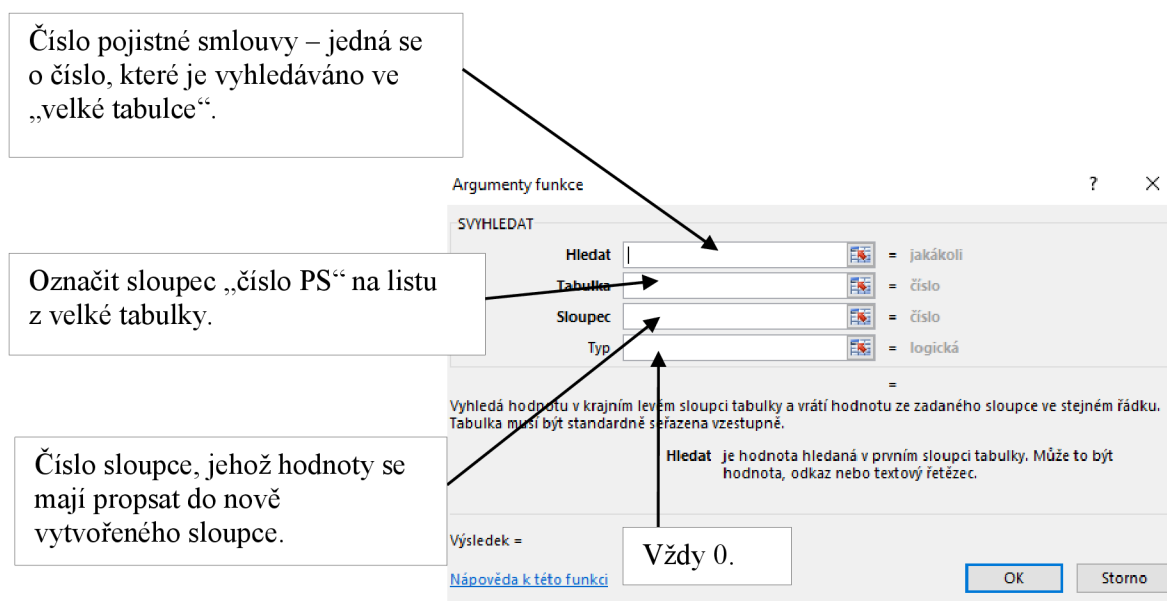 Číslo pojistné smlouvy – jedná se
o číslo, které je vyhledáváno ve
„velké tabulce“.
Argumenty funkce
?
SVYHLEDAT
Hledat
= jakákoli
Označit sloupec „číslo PS“ na listu
z velké tabulky.
Tabulka
= číslo
Sloupec
= číslo
Typ
= logická
=
Vyhledá hodnotu v krajním levém sloupci tabulky a vrátí hodnotu ze zadaného sloupce ve stejném řádku.
Tabulka musí být standardně seřazena vzestupně.
Číslo sloupce, jehož hodnoty se
mají propsat do nově
vytvořeného sloupce.
Hledat je hodnota hledaná v prvním sloupci tabulky. Může to být
hodnota, odkaz nebo textový řetězec.
Výsledek =
Vždy 0.
Nápověda k této funkci
OK
Storno